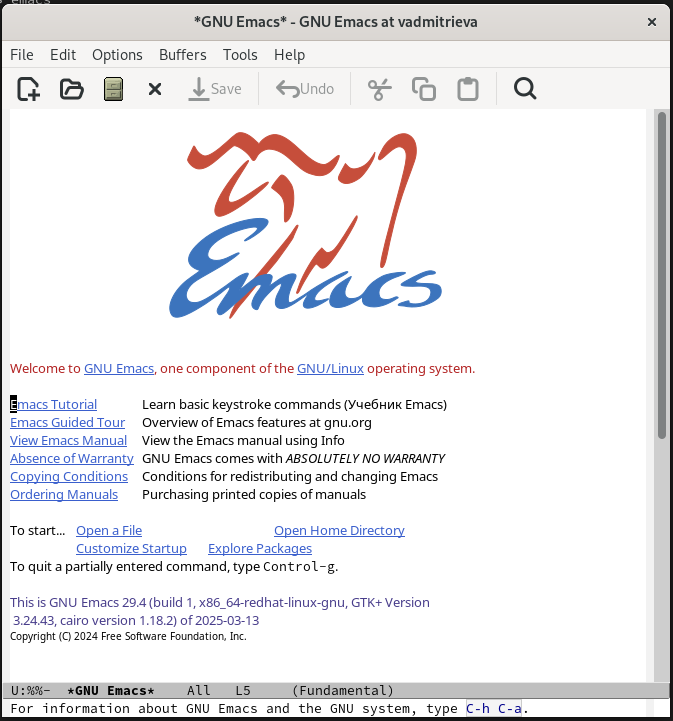 *GNU Emacs* - GNU Emacs at vadmitrieva
File Edit Options Buffers Tools Help
Save Undo
Emacs
Welcome to GNU Emacs, one component of the GNU/Linux operating system.
Emacs Tutorial Learn basic keystroke commands (Учебник Emacs)
Emacs Guided Tour Overview of Emacs features at gnu.org
View Emacs Manual View the Emacs manual using Info
Absence of Warranty GNU Emacs comes with ABSOLUTELY NO WARRANTY
Copying Conditions Conditions for redistributing and changing Emacs
Ordering Manuals Purchasing printed copies of manuals
To start... Open a File Open Home Directory
Customize Startup Explore Packages
To quit a partially entered command, type Control-g.
This is GNU Emacs 29.4 (build 1, x86_64-redhat-linux-gnu, GTK+ Version
3.24.43, cairo version 1.18.2) of 2025-03-13
Copyright (C) 2024 Free Software Foundation, Inc.
U:%%- *GNU Emacs* All L5 (Fundamental)
For information about GNU Emacs and the GNU system, type C-h C-a.